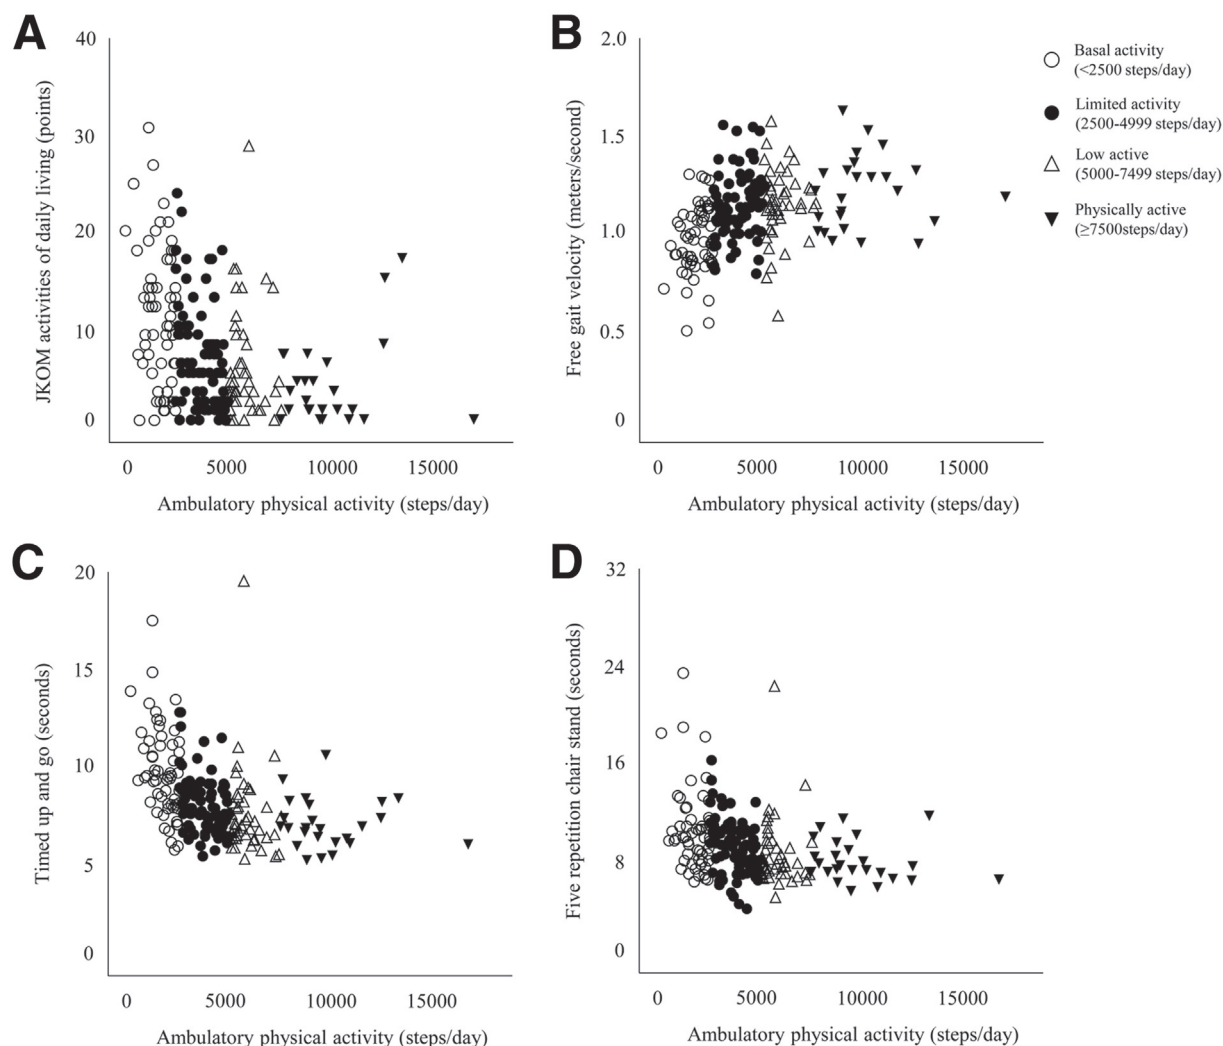 A
B
40
30
20
10
0
JKOM activities of daily living (points)
0 5000 10000 15000
Ambulatory physical activity (steps/day)
2.0
1.5
1.0
0.5
0
Free gait velocity (meters/second)
0 5000 10000 15000
Ambulatory physical activity (steps/day)
Basal activity
(<2500 steps/day)
Limited activity
(2500-4999 steps/day)
Low active
(5000-7499 steps/day)
Physically active
(≥7500steps/day)
C
D
20
15
10
5
0
Timed up and go (seconds)
0 5000 10000 15000
Ambulatory physical activity (steps/day)
32
24
16
8
0
Five repetition chair stand (seconds)
0 5000 10000 15000
Ambulatory physical activity (steps/day)